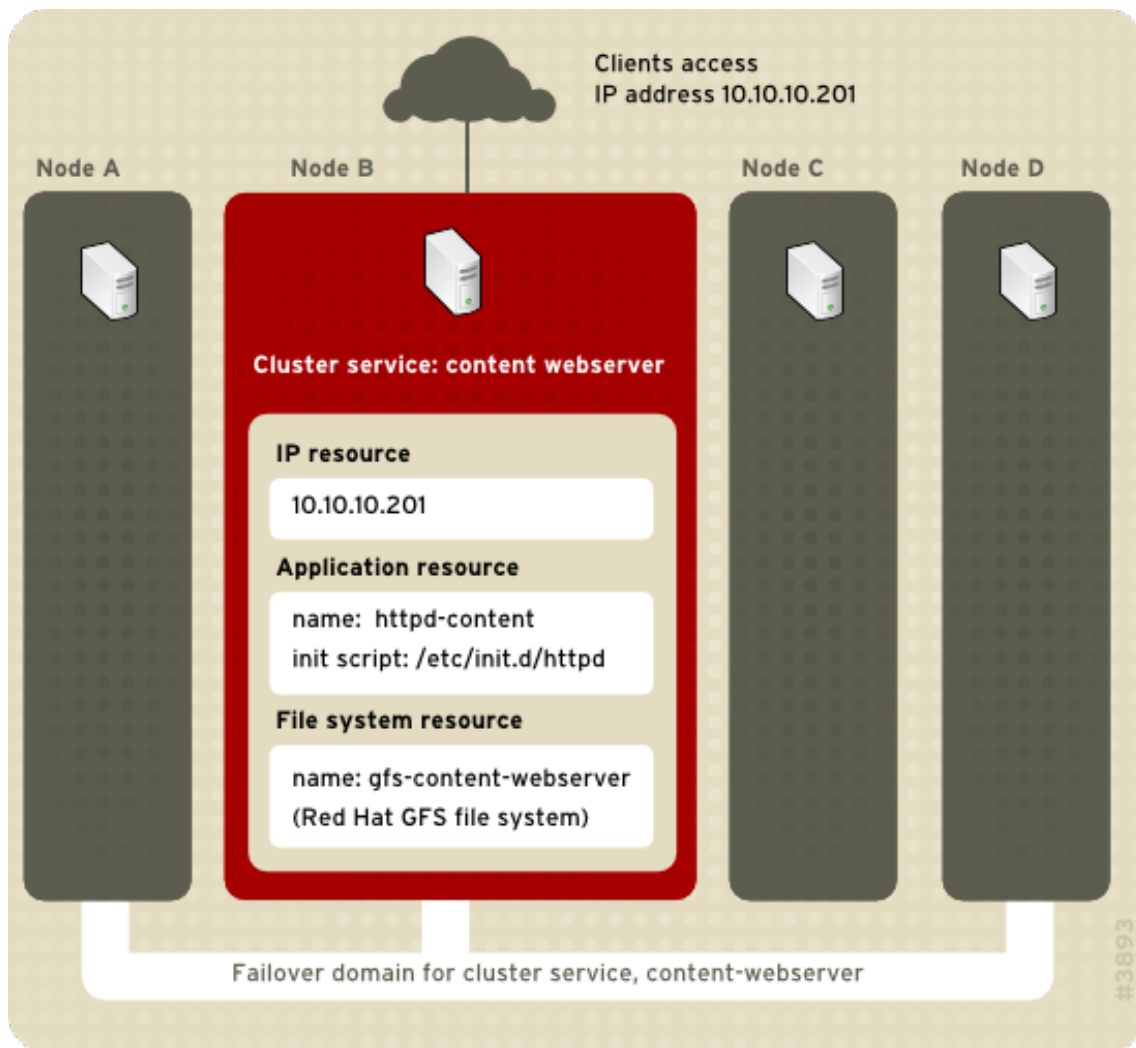 Clients access
IP address 10.10.10.201
Node A
Node B
Node C
Node D
Cluster service: content webserver
IP resource
10.10.10.201
Application resource
name: httpd-content
init script: /etc/init.d/httpd
File system resource
name: gfs-content-webserver
(Red Hat GFS file system)
Failover domain for cluster service, content-webserver
#3893